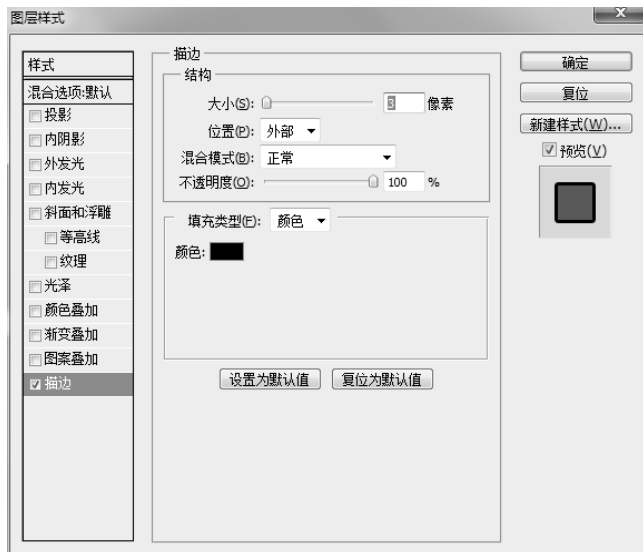 图层样式
样式
混合选项:默认
投影
内阴影
外发光
内发光
斜面和浮雕
等高线
纹理
光泽
颜色叠加
渐变叠加
图案叠加
描边
描边
结构
大小(S): 3 像素
位置(P): 外部
混合模式(B): 正常
不透明度(O): 100 %
填充类型(F): 颜色
颜色:
设置为默认值 复位为默认值
确定
复位
新建样式(W)...
预览(V)